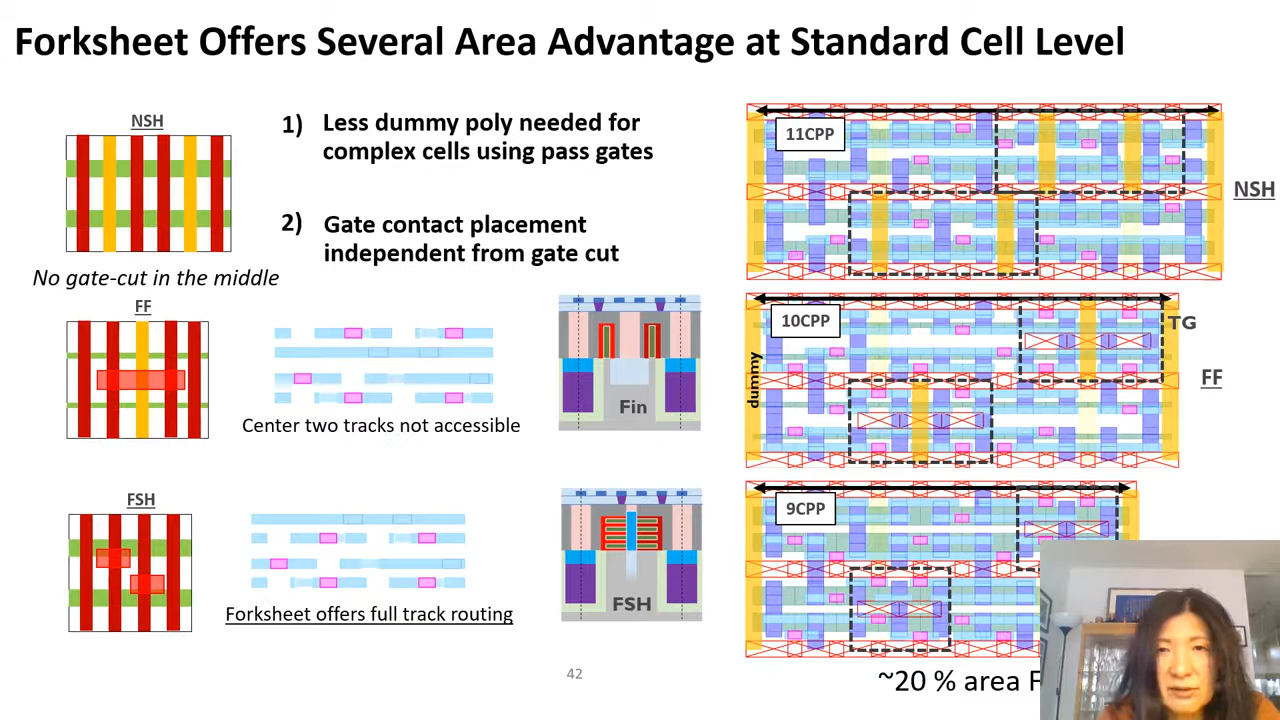 Forksheet Offers Several Area Advantage at Standard Cell Level
NSH
1) Less dummy poly needed for
complex cells using pass gates
2) Gate contact placement
independent from gate cut
No gate-cut in the middle
FF
Center two tracks not accessible
Fin
FSH
Forksheet offers full track routing
FSH
11CPP
NSH
10CPP
TG
dummy
FF
9CPP
~20 % area
42